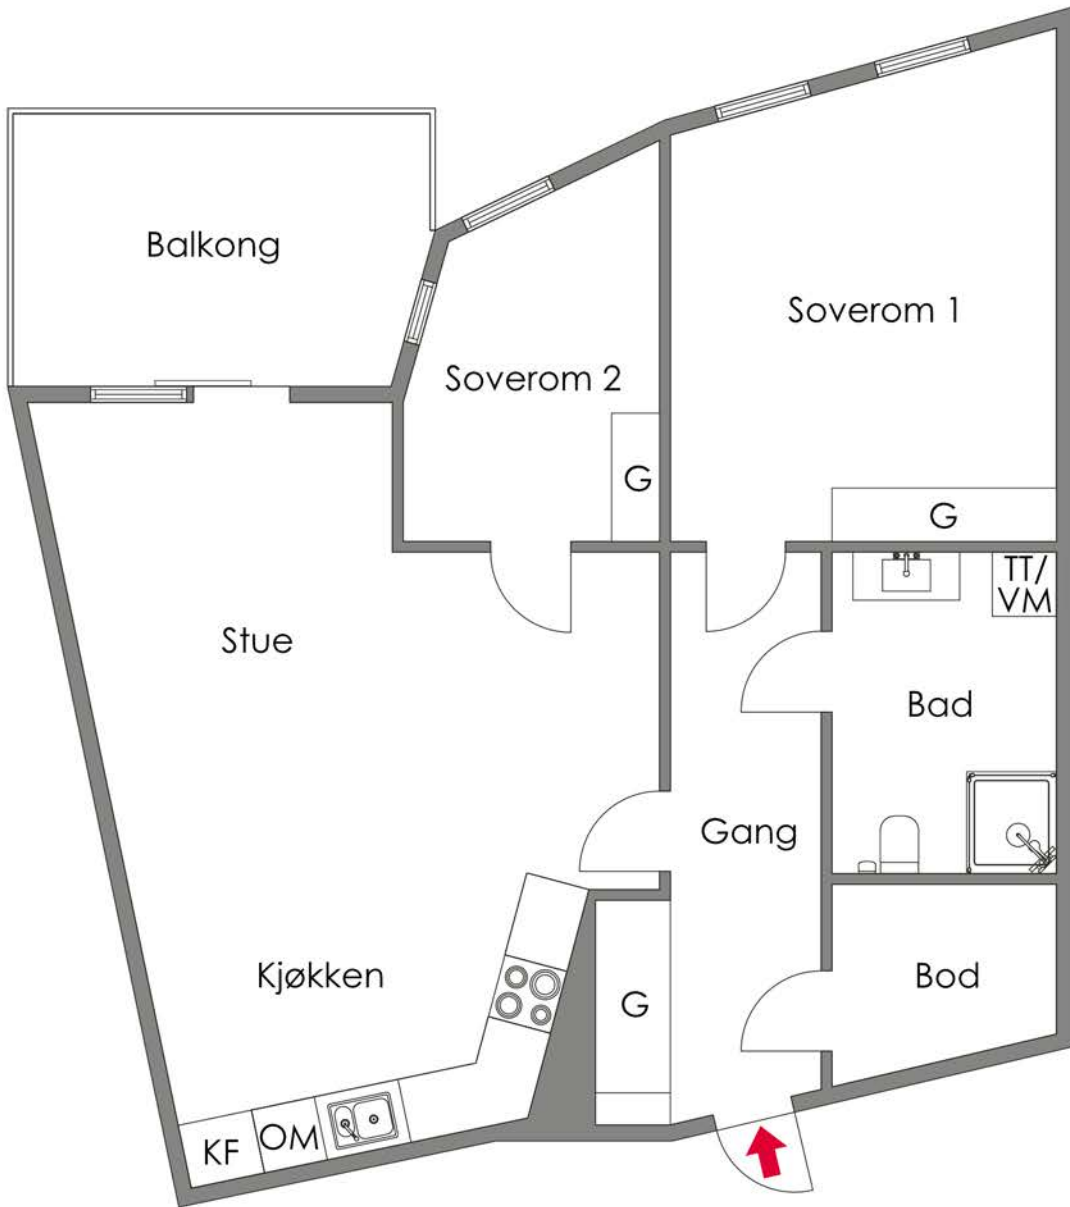 Balkong
Soverom 1
Soverom 2
G
G
TT/
VM
Stue
Bad
Gang
Kjøkken
G
Bod
KF
OM